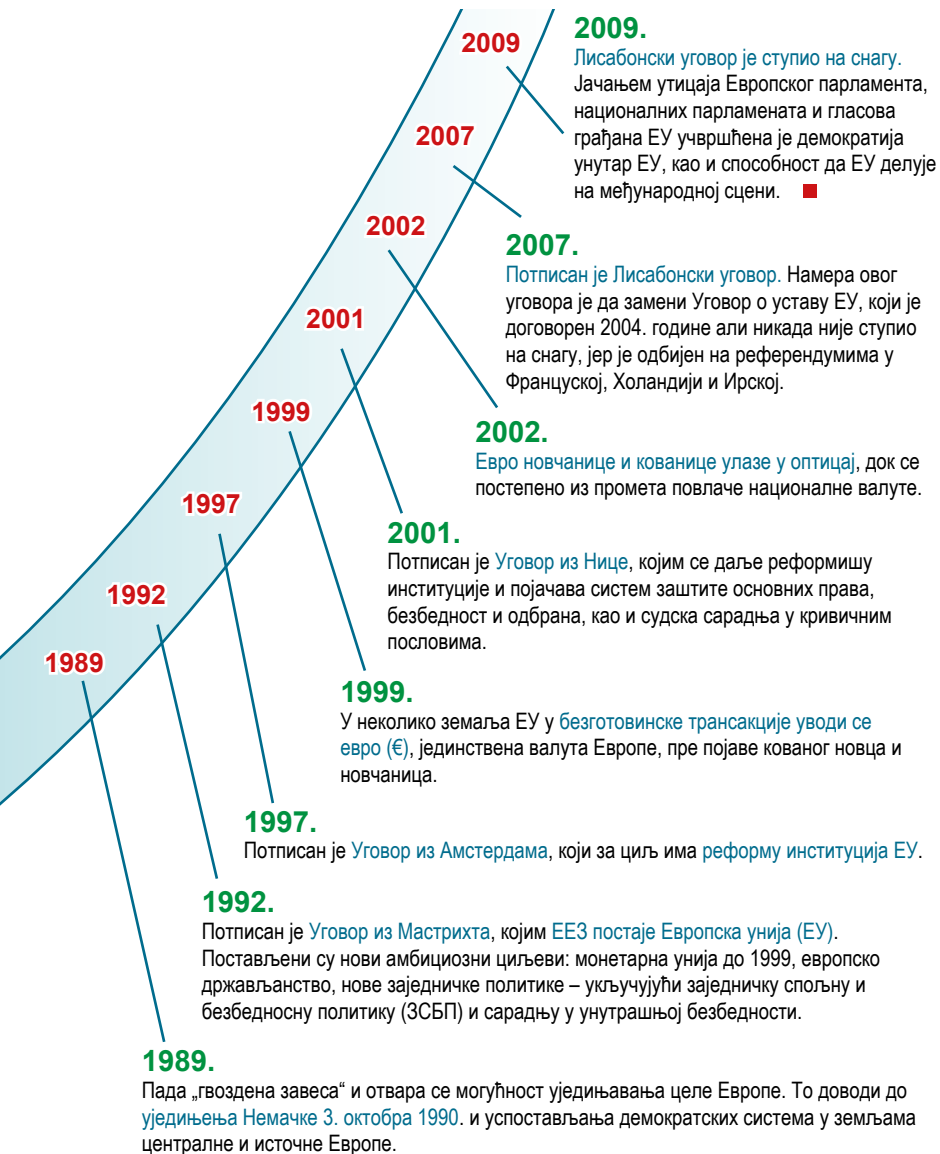 2009
2007
2002
2001
1999
1997
1992
1989
2009.
Лисабонски уговор је ступио на снагу.
Јачањем утицаја Европског парламента,
националних парламената и гласова
грађана ЕУ учвршћена је демократија
унутар ЕУ, као и способност да ЕУ делује
на међународној сцени.
2007.
Потписан је Лисабонски уговор. Намера овог
уговора је да замени Уговор о уставу ЕУ, који је
договорен 2004. године али никада није ступио
на снагу, јер је одбијен на референдумима у
Француској, Холандији и Ирској.
2002.
Евро новчанице и кованице улазе у оптицај, док се
постепено из промета повлаче националне валуте.
2001.
Потписан је Уговор из Нице, којим се даље реформишу
институције и појачава систем заштите основних права,
безбедност и одбрана, као и судска сарадња у кривичним
пословима.
1999.
У неколико земаља ЕУ у безготовинске трансакције уводи се
евро (€), јединствена валута Европе, пре појаве кованог новца и
новчаница.
1997.
Потписан је Уговор из Амстердама, који за циљ има реформу институција ЕУ.
1992.
Потписан је Уговор из Мастрихта, којим ЕЕЗ постаје Европска унија (ЕУ).
Постављени су нови амбициозни циљеви: монетарна унија до 1999, европско
држављанство, нове заједничке политике – укључујући заједничку спољну и
безбедносну политику (ЗСБП) и сарадњу у унутрашњој безбедности.
1989.
Пада „гвоздена завеса“ и отвара се могућност уједињавања целе Европе. То доводи до
уједињења Немачке 3. октобра 1990. и успостављања демократских система у земљама
централне и источне Европе.